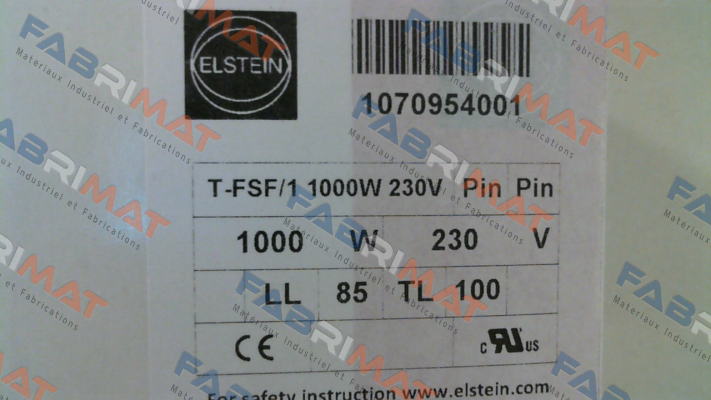 ELSTEIN
1070954001
T-FSF/1 1000W 230V Pin Pin
1000 W 230 V
LL 85 TL 100
CE
c RU US
For safety instruction www.elstein.com
FABRIMAT
Materiaux Industriel et Fabrications